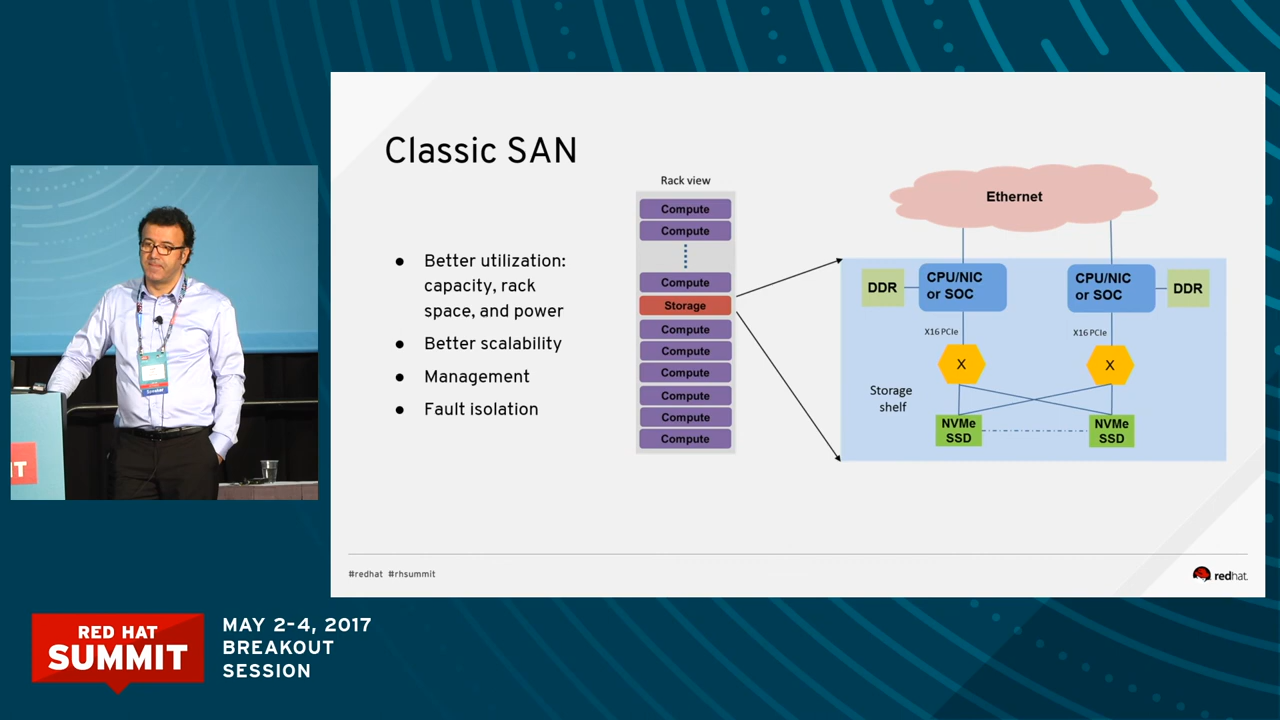 Classic SAN
● Better utilization:
capacity, rack
space, and power
● Better scalability
● Management
● Fault isolation
Rack view
Compute
Compute
Compute
Storage
Compute
Compute
Compute
Compute
Compute
Compute
Ethernet
DDR
CPU/NIC
or SOC
CPU/NIC
or SOC
DDR
X16 PCIe
X16 PCIe
X
X
Storage
shelf
NVMe
SSD
NVMe
SSD
#redhat #rhsummit
redhat.
IT
RED HAT
SUMMIT
MAY 2-4, 2017
BREAKOUT
SESSION